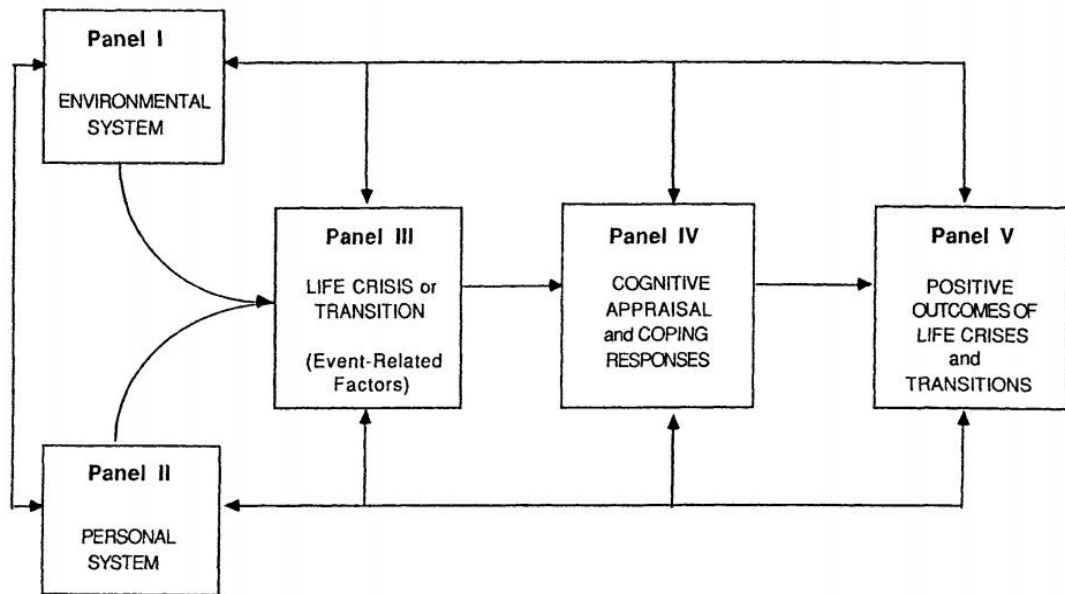 Panel I
ENVIRONMENTAL
SYSTEM
Panel III
LIFE CRISIS or
TRANSITION
(Event-Related
Factors)
Panel IV
COGNITIVE
APPRAISAL
and COPING
RESPONSES
Panel V
POSITIVE
OUTCOMES OF
LIFE CRISES
and
TRANSITIONS
Panel II
PERSONAL
SYSTEM